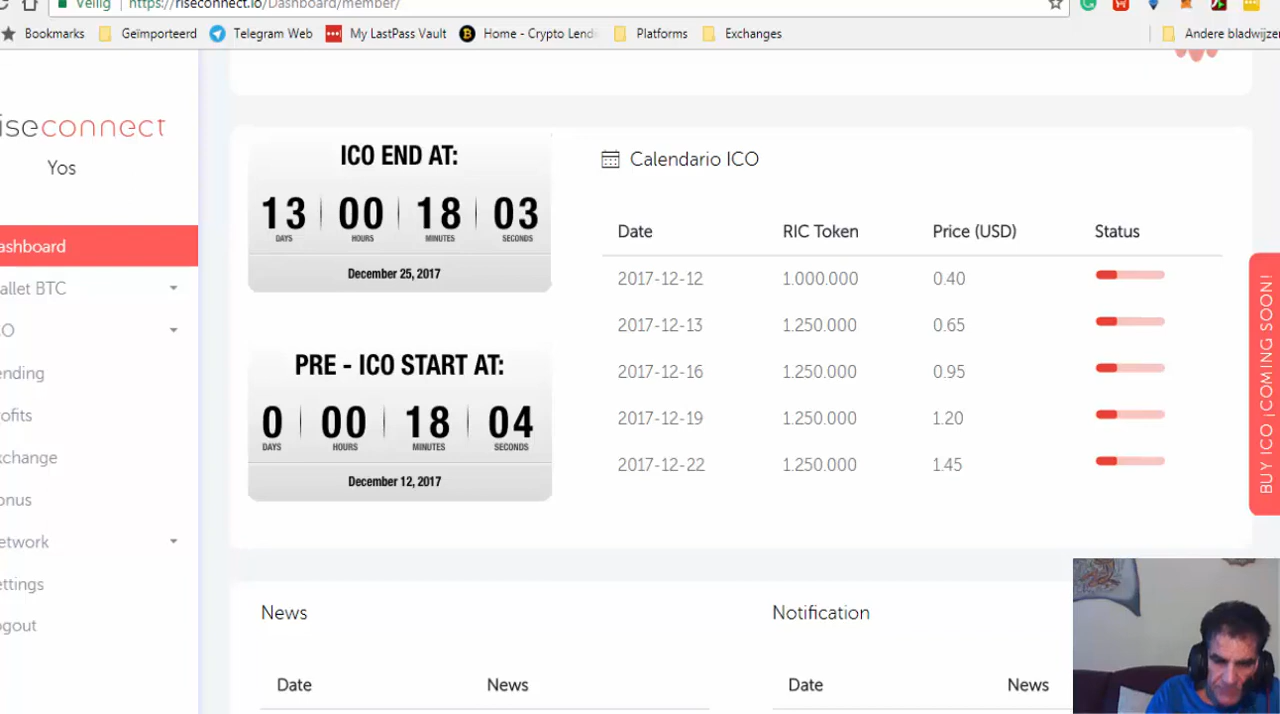 Veilig https://riseconnect.io/Dashboard/member/
Bookmarks Geïmporteerd Telegram Web My LastPass Vault Home - Crypto Lendi Platforms Exchanges Andere bladwijzer
iseconnect
Yos
ashboard
allet BTC
O
ending
ofits
xchange
onus
etwork
ettings
ogout
ICO END AT:
13 00 18 03
DAYS HOURS MINUTES SECONDS
December 25, 2017
PRE - ICO START AT:
0 00 18 04
DAYS HOURS MINUTES SECONDS
December 12, 2017
Calendario ICO
Date RIC Token Price (USD) Status
2017-12-12 1.000.000 0.40
2017-12-13 1.250.000 0.65
2017-12-16 1.250.000 0.95
2017-12-19 1.250.000 1.20
2017-12-22 1.250.000 1.45
BUY ICO ¡COMING SOON!
News
Date News
Notification
Date News